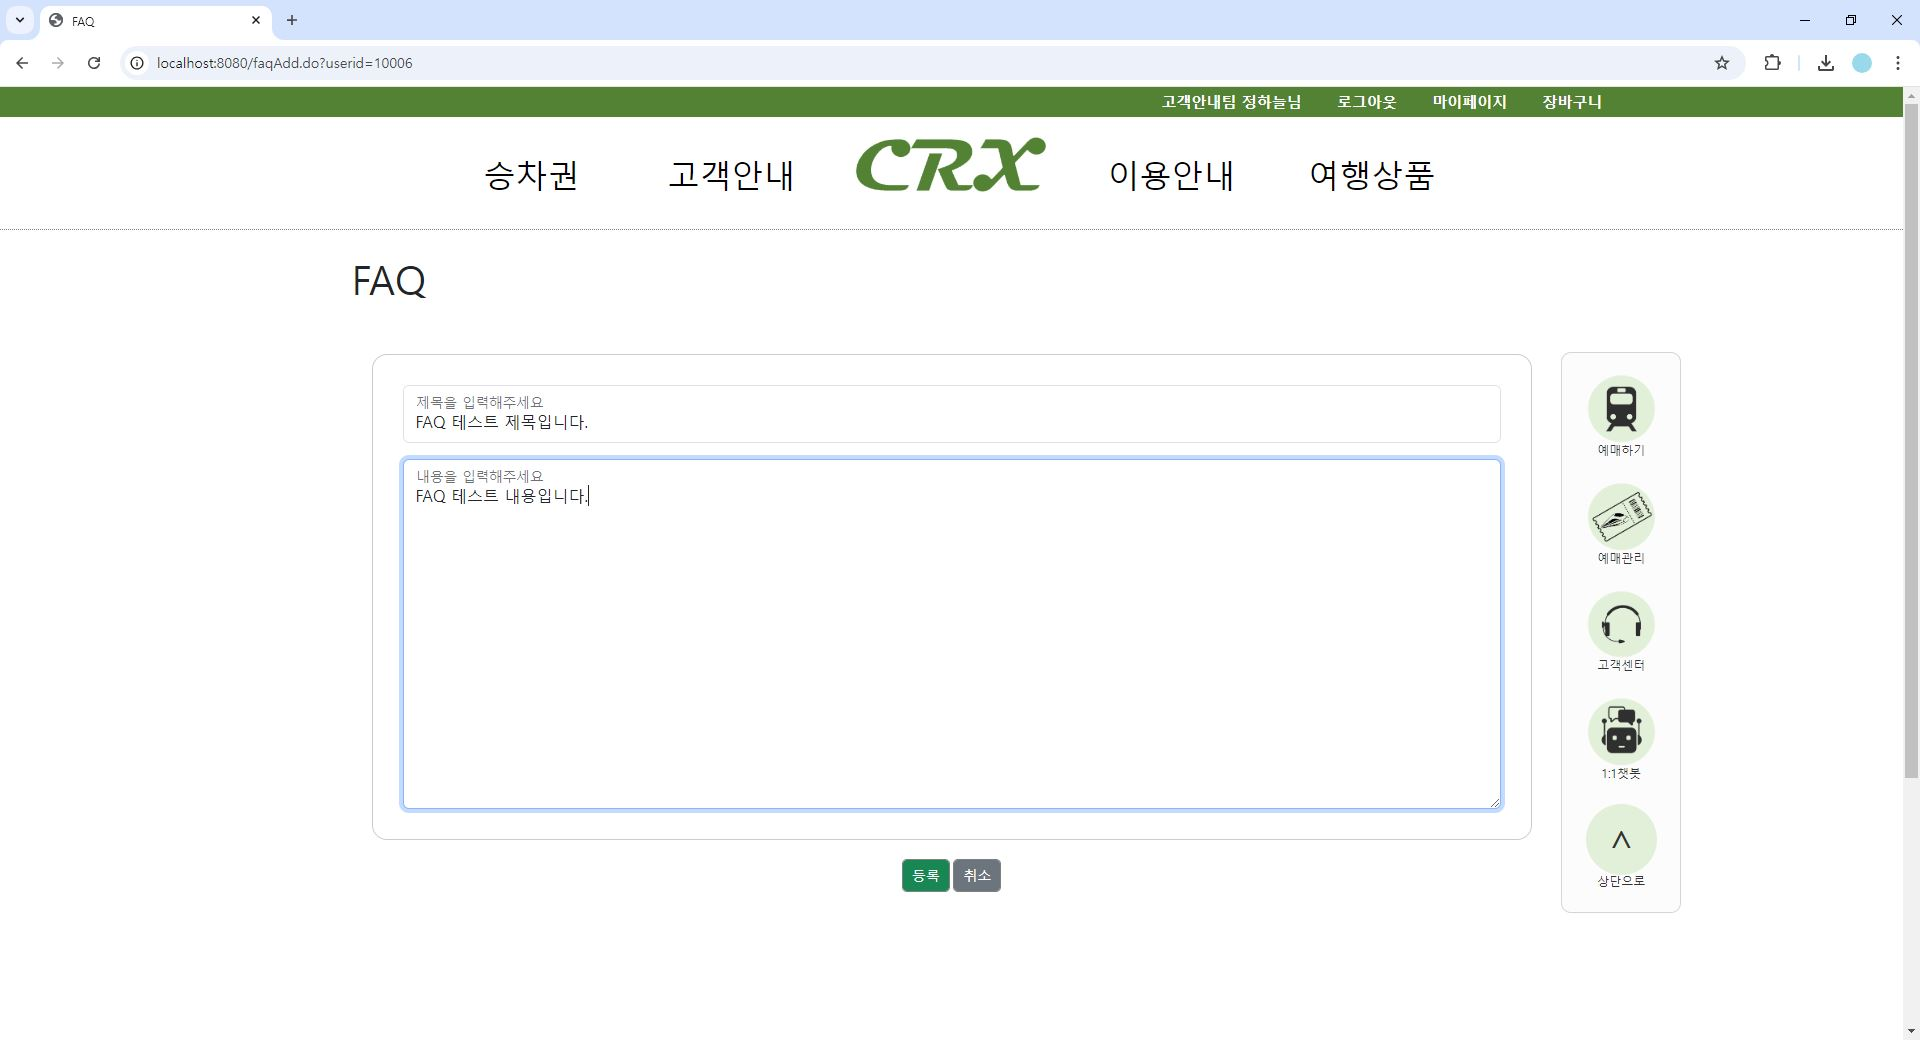 FAQ
localhost:8080/faqAdd.do?userid=10006
고객안내팀 정하늘님 로그아웃 마이페이지 장바구니
승차권 고객안내 CRX 이용안내 여행상품
FAQ
제목을 입력해주세요
FAQ 테스트 제목입니다.
내용을 입력해주세요
FAQ 테스트 내용입니다.
등록 취소
예매하기
예매관리
고객센터
1:1챗봇
^
상단으로